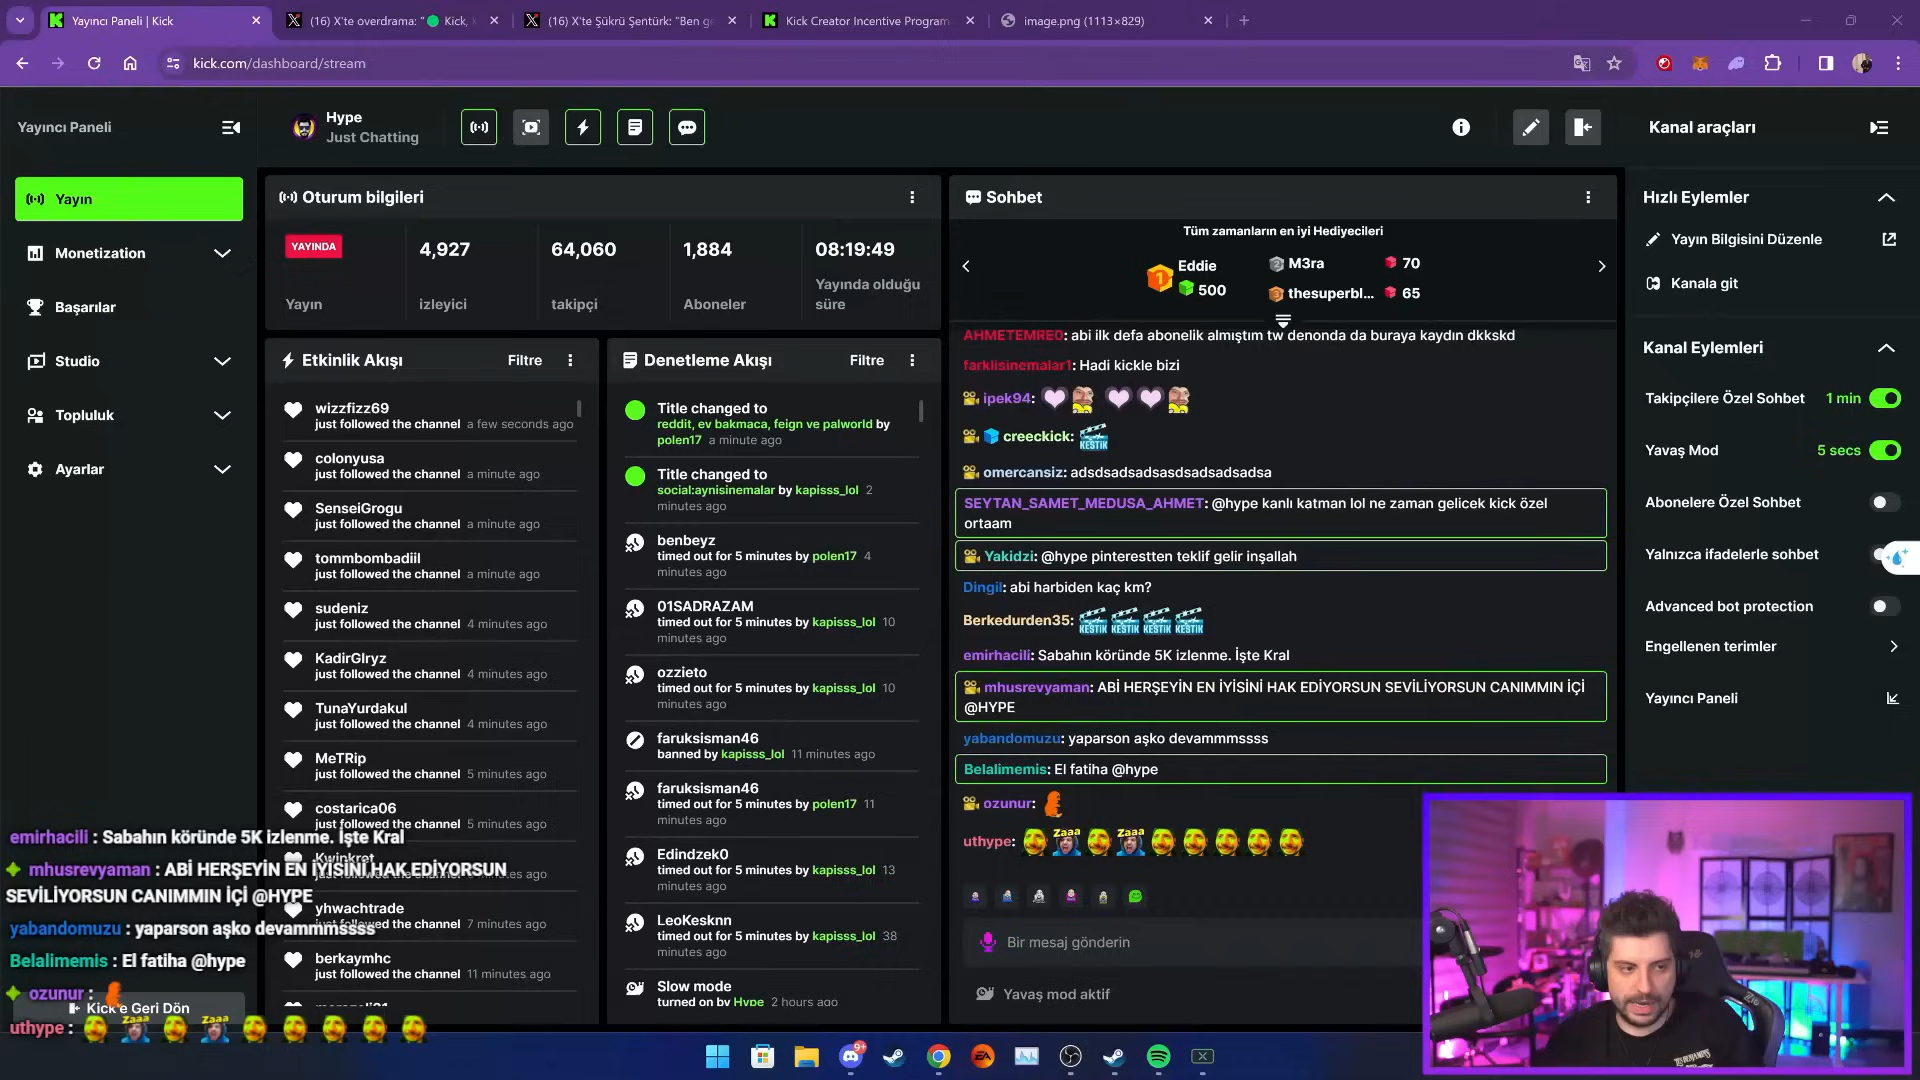 Yayıncı Paneli | Kick
(16) X'te overdrama: "🟢 Kick,
(16) X'te Şükrü Şentürk: "Ben ge
Kick Creator Incentive Program
image.png (1113×829)
kick.com/dashboard/stream
Yayıncı Paneli
Hype
Just Chatting
Kanal araçları
Yayın
Monetization
Başarılar
Studio
Topluluk
Ayarlar
Oturum bilgileri
YAYINDA
Yayın
4,927
izleyici
64,060
takipçi
1,884
Aboneler
08:19:49
Yayında olduğu
süre
Etkinlik Akışı
Filtre
wizzfizz69
just followed the channel a few seconds ago
colonyusa
just followed the channel a minute ago
SenseiGrogu
just followed the channel a minute ago
tommbombadiil
just followed the channel a minute ago
sudeniz
just followed the channel 4 minutes ago
KadirGlryz
just followed the channel 4 minutes ago
TunaYurdakul
just followed the channel 4 minutes ago
MeTRip
just followed the channel 5 minutes ago
costarica06
just followed the channel 5 minutes ago
Kwinkret
yhwachtrade
just followed the channel 7 minutes ago
berkaymhc
just followed the channel 11 minutes ago
Denetleme Akışı
Filtre
Title changed to
reddit, ev bakmaca, feign ve palworld by
polen17 a minute ago
Title changed to
social:aynisinemalar by kapisss_lol 2
minutes ago
benbeyz
timed out for 5 minutes by polen17 4
minutes ago
01SADRAZAM
timed out for 5 minutes by kapisss_lol 10
minutes ago
ozzieto
timed out for 5 minutes by kapisss_lol 10
minutes ago
faruksisman46
banned by kapisss_lol 11 minutes ago
faruksisman46
timed out for 5 minutes by polen17 11
minutes ago
Edindzek0
timed out for 5 minutes by kapisss_lol 13
minutes ago
LeoKesknn
timed out for 5 minutes by kapisss_lol 38
minutes ago
Slow mode
turned on by Hype 2 hours ago
Sohbet
Tüm zamanların en iyi Hediyecileri
1
Eddie
500
2
M3ra
70
3
thesuperbl...
65
AHMETEMRE0: abi ilk defa abonelik almıştım tw denonda da buraya kaydın dkkskd
farklisinemalar1: Hadi kickle bizi
ipek94:
creeckick: KESTİK
omercansiz: adsdsadsadsasdsadsadsadsa
SEYTAN_SAMET_MEDUSA_AHMET: @hype kanlı katman lol ne zaman gelicek kick özel
ortaam
Yakidzi: @hype pinterestten teklif gelir inşallah
Dingil: abi harbiden kaç km?
Berkedurden35: KESTİK KESTİK KESTİK KESTİK
emirhacili: Sabahın köründe 5K izlenme. İşte Kral
mhusrevyaman: ABİ HERŞEYİN EN İYİSİNİ HAK EDİYORSUN SEVİLİYORSUN CANIMMIN İÇİ
@HYPE
yabandomuzu: yaparson aşko devammmssss
Belalimemis: El fatiha @hype
ozunur:
uthype: Zaaa Zaaa
Bir mesaj gönderin
Yavaş mod aktif
Hızlı Eylemler
Yayın Bilgisini Düzenle
Kanala git
Kanal Eylemleri
Takipçilere Özel Sohbet 1 min
Yavaş Mod 5 secs
Abonelere Özel Sohbet
Yalnızca ifadelerle sohbet
Advanced bot protection
Engellenen terimler
Yayıncı Paneli
emirhacili : Sabahın köründe 5K izlenme. İşte Kral
mhusrevyaman : ABİ HERŞEYİN EN İYİSİNİ HAK EDİYORSUN
SEVİLİYORSUN CANIMMIN İÇİ @HYPE
yabandomuzu : yaparson aşko devammmssss
Belalimemis : El fatiha @hype
ozunur :
Kick'e Geri Dön
uthype : Zaaa Zaaa
9+
EA